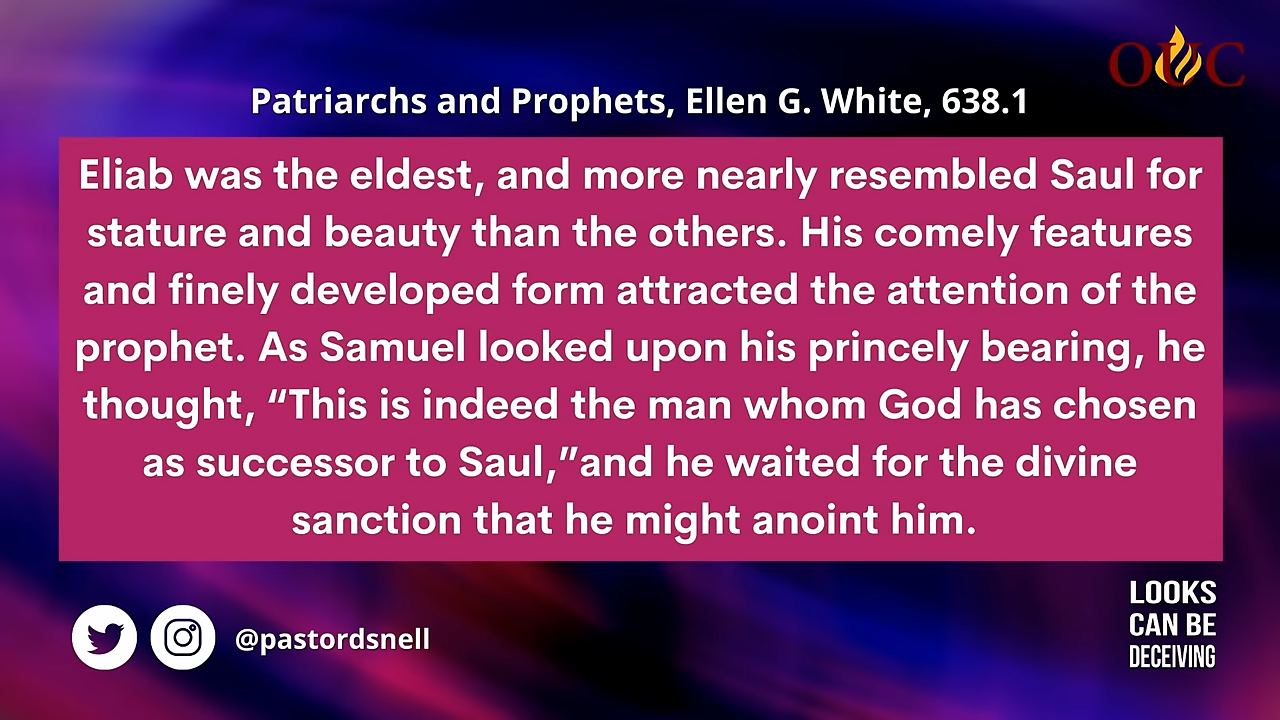 OUC
Patriarchs and Prophets, Ellen G. White, 638.1
Eliab was the eldest, and more nearly resembled Saul for
stature and beauty than the others. His comely features
and finely developed form attracted the attention of the
prophet. As Samuel looked upon his princely bearing, he
thought, “This is indeed the man whom God has chosen
as successor to Saul,”and he waited for the divine
sanction that he might anoint him.
@pastordsnell
LOOKS
CAN BE
DECEIVING